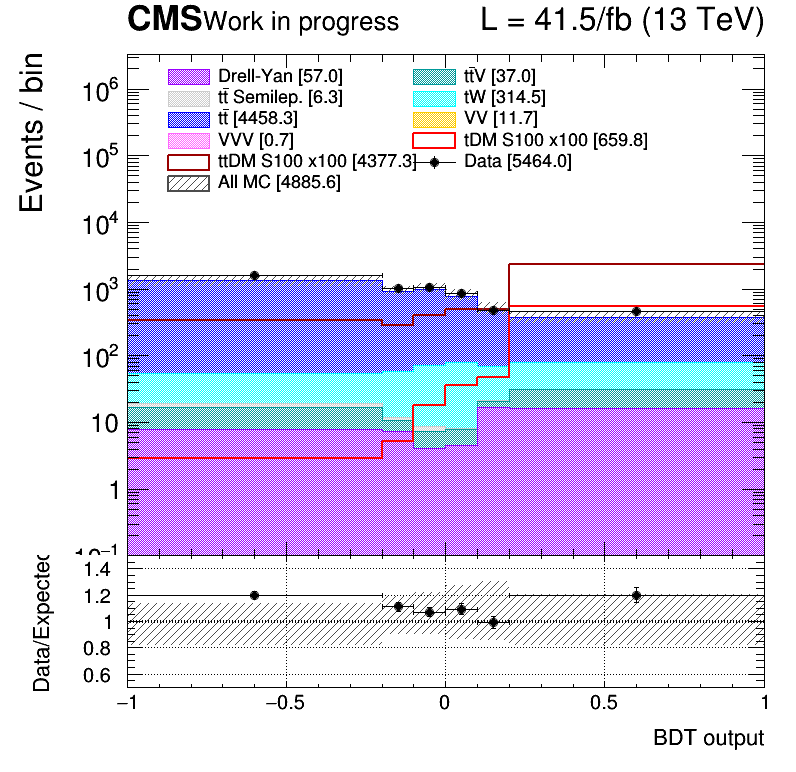 CMS Work in progress L = 41.5/fb (13 TeV)
Events / bin
Drell-Yan [57.0] tt̄V [37.0]
tt̄ Semilep. [6.3] tW [314.5]
tt̄ [4458.3] VV [11.7]
VVV [0.7] tDM S100 x100 [659.8]
ttDM S100 x100 [4377.3] Data [5464.0]
All MC [4885.6]
10⁶
10⁵
10⁴
10³
10²
10
1
10⁻¹
Data/Expected
1.4
1.2
1
0.8
0.6
−1 −0.5 0 0.5 1
BDT output